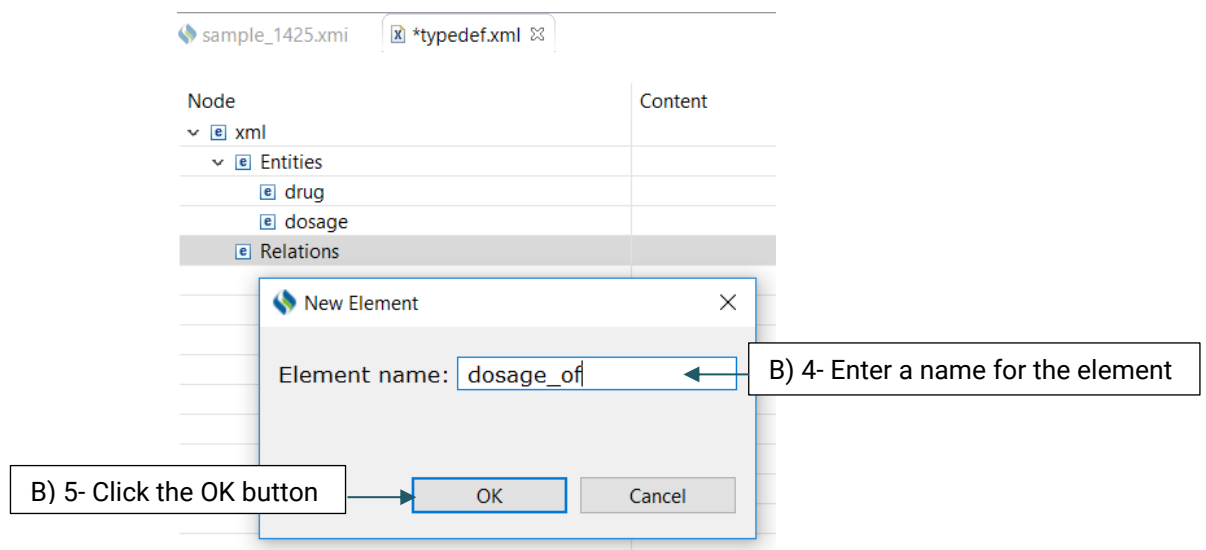 sample_1425.xmi
*typedef.xml
Node Content
xml
Entities
drug
dosage
Relations
New Element
Element name: dosage_of
B) 4- Enter a name for the element
B) 5- Click the OK button
OK Cancel